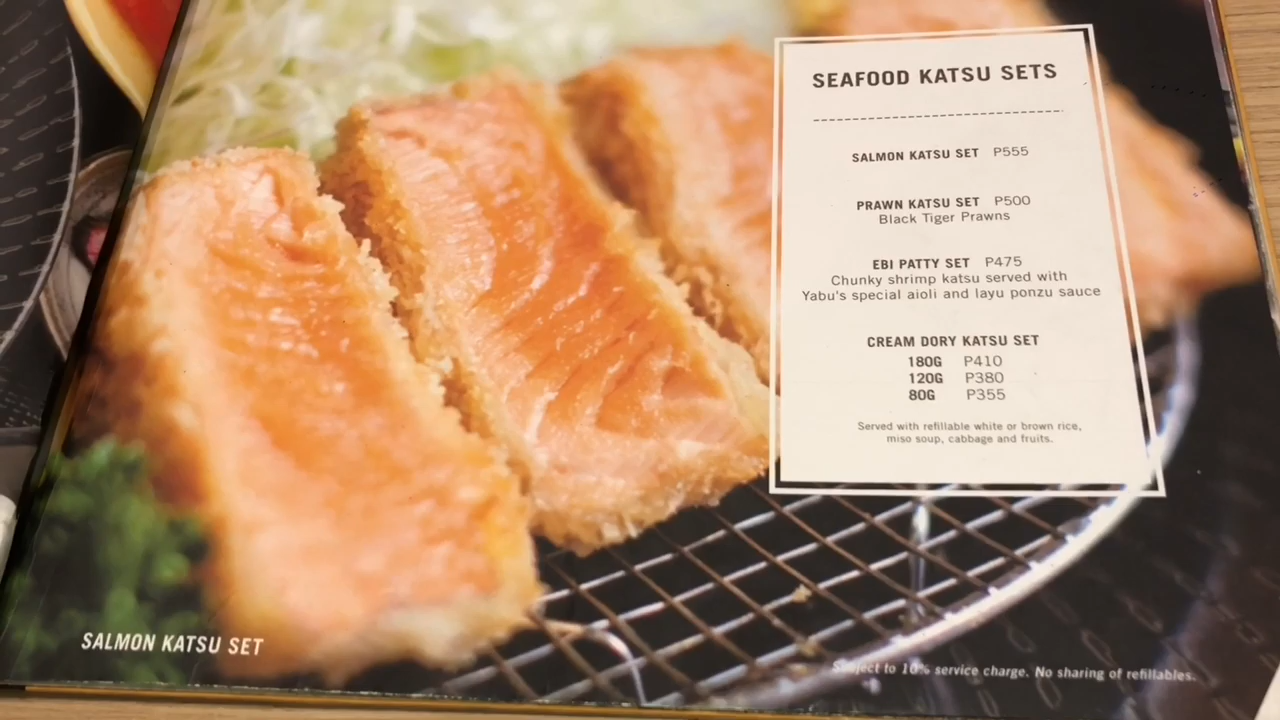 SEAFOOD KATSU SETS
SALMON KATSU SET P555
PRAWN KATSU SET P500
Black Tiger Prawns
EBI PATTY SET P475
Chunky shrimp katsu served with
Yabu's special aioli and layu ponzu sauce
CREAM DORY KATSU SET
180G P410
120G P380
80G P355
Served with refillable white or brown rice,
miso soup, cabbage and fruits.
SALMON KATSU SET
Subject to 10% service charge. No sharing of refillables.